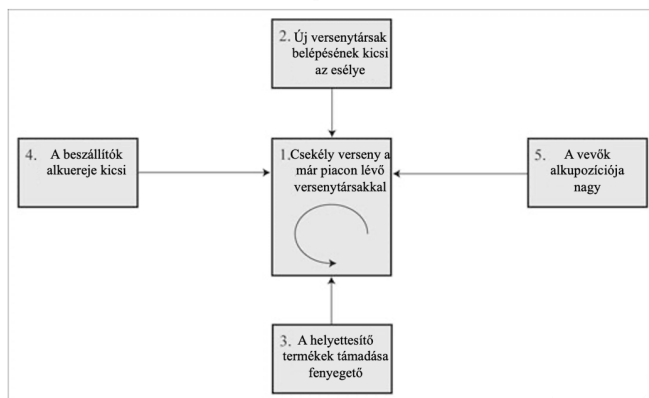 2. Új versenytársak
belépésének kicsi
az esélye
4. A beszállítók
alkuereje kicsi
1.Csekély verseny a
már piacon lévő
versenytársakkal
5. A vevők
alkupozíciója
nagy
3. A helyettesítő
termékek támadása
fenyegető